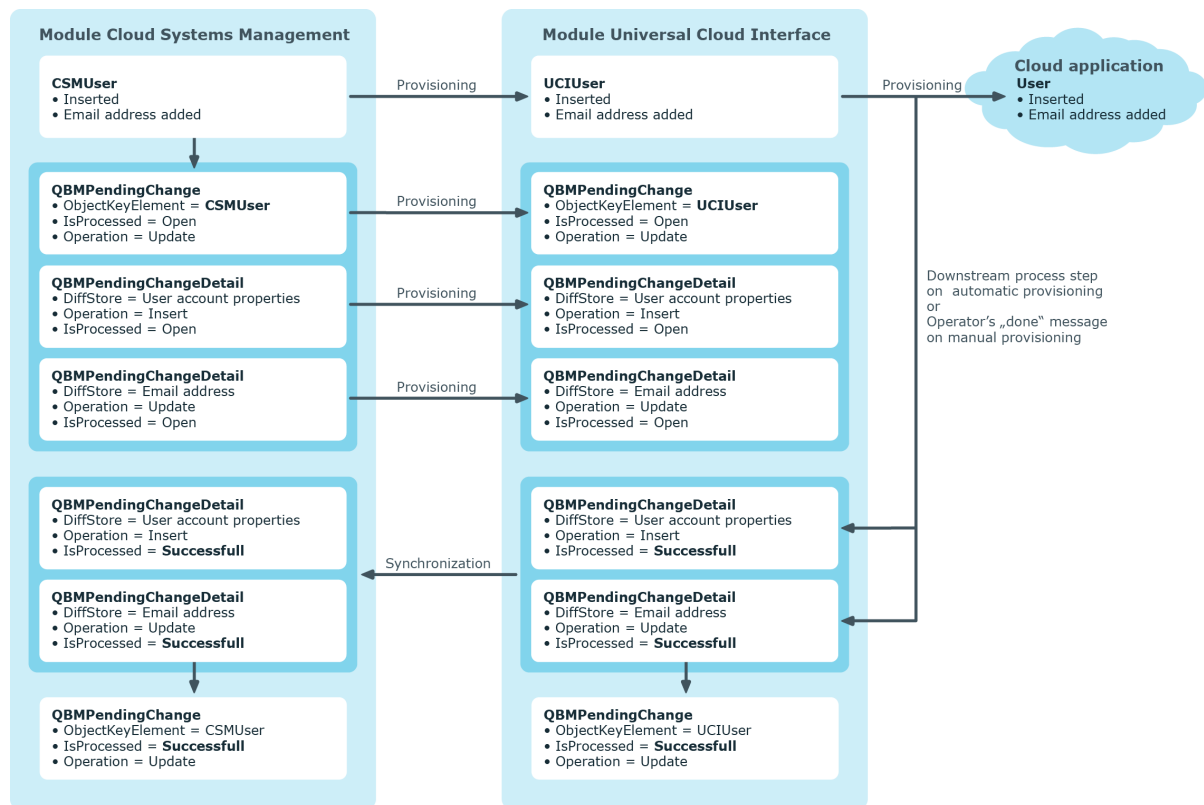 Module Cloud Systems Management
CSMUser
• Inserted
• Email address added
Provisioning
Module Universal Cloud Interface
UCIUser
• Inserted
• Email address added
Provisioning
Cloud application
User
• Inserted
• Email address added
QBMPendingChange
• ObjectKeyElement = CSMUser
• IsProcessed = Open
• Operation = Update
Provisioning
QBMPendingChange
• ObjectKeyElement = UCIUser
• IsProcessed = Open
• Operation = Update
QBMPendingChangeDetail
• DiffStore = User account properties
• Operation = Insert
• IsProcessed = Open
Provisioning
QBMPendingChangeDetail
• DiffStore = User account properties
• Operation = Insert
• IsProcessed = Open
Downstream process step
on  automatic provisioning
or
Operator's „done‟ message
on manual provisioning
QBMPendingChangeDetail
• DiffStore = Email address
• Operation = Update
• IsProcessed = Open
Provisioning
QBMPendingChangeDetail
• DiffStore = Email address
• Operation = Update
• IsProcessed = Open
QBMPendingChangeDetail
• DiffStore = User account properties
• Operation = Insert
• IsProcessed = Successfull
QBMPendingChangeDetail
• DiffStore = User account properties
• Operation = Insert
• IsProcessed = Successfull
Synchronization
QBMPendingChangeDetail
• DiffStore = Email address
• Operation = Update
• IsProcessed = Successfull
QBMPendingChangeDetail
• DiffStore = Email address
• Operation = Update
• IsProcessed = Successfull
QBMPendingChange
• ObjectKeyElement = CSMUser
• IsProcessed = Successfull
• Operation = Update
QBMPendingChange
• ObjectKeyElement = UCIUser
• IsProcessed = Successfull
• Operation = Update